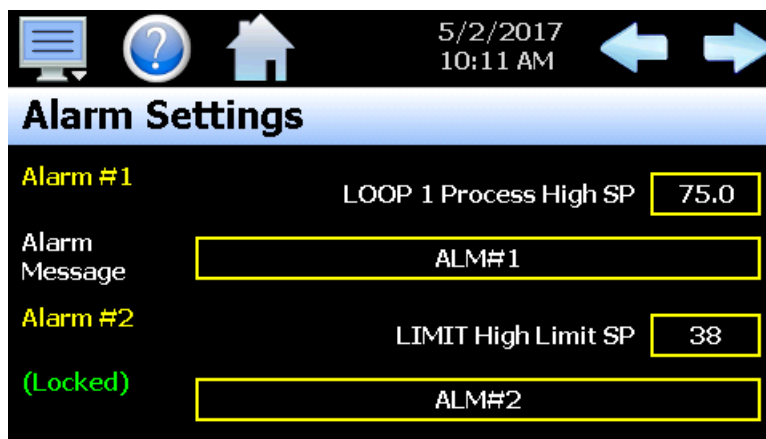 ?
5/2/2017
10:11 AM
Alarm Settings
Alarm #1
LOOP 1 Process High SP 75.0
Alarm
Message
ALM#1
Alarm #2
LIMIT High Limit SP 38
(Locked)
ALM#2